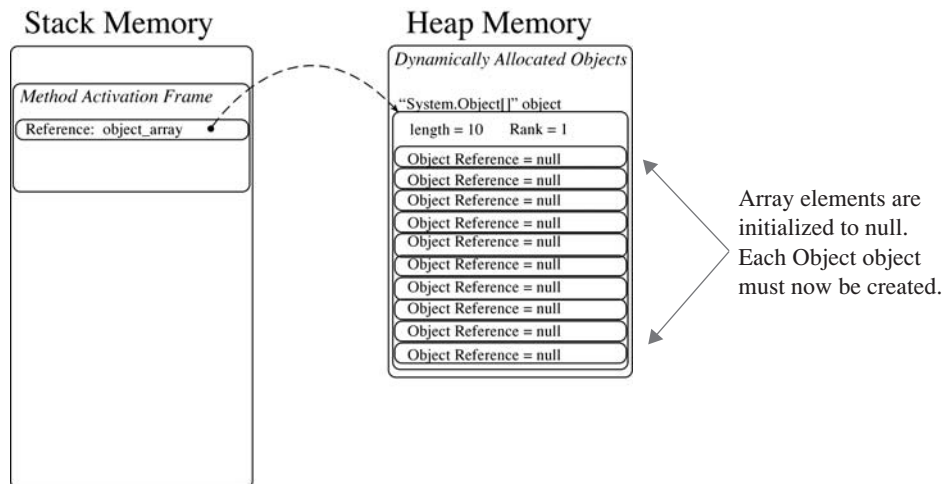 Stack Memory
Heap Memory
Dynamically Allocated Objects
Method Activation Frame
Reference: object_array
“System.Object[]” object
length = 10 Rank = 1
Object Reference = null
Object Reference = null
Object Reference = null
Object Reference = null
Object Reference = null
Object Reference = null
Object Reference = null
Object Reference = null
Object Reference = null
Object Reference = null
Array elements are
initialized to null.
Each Object object
must now be created.